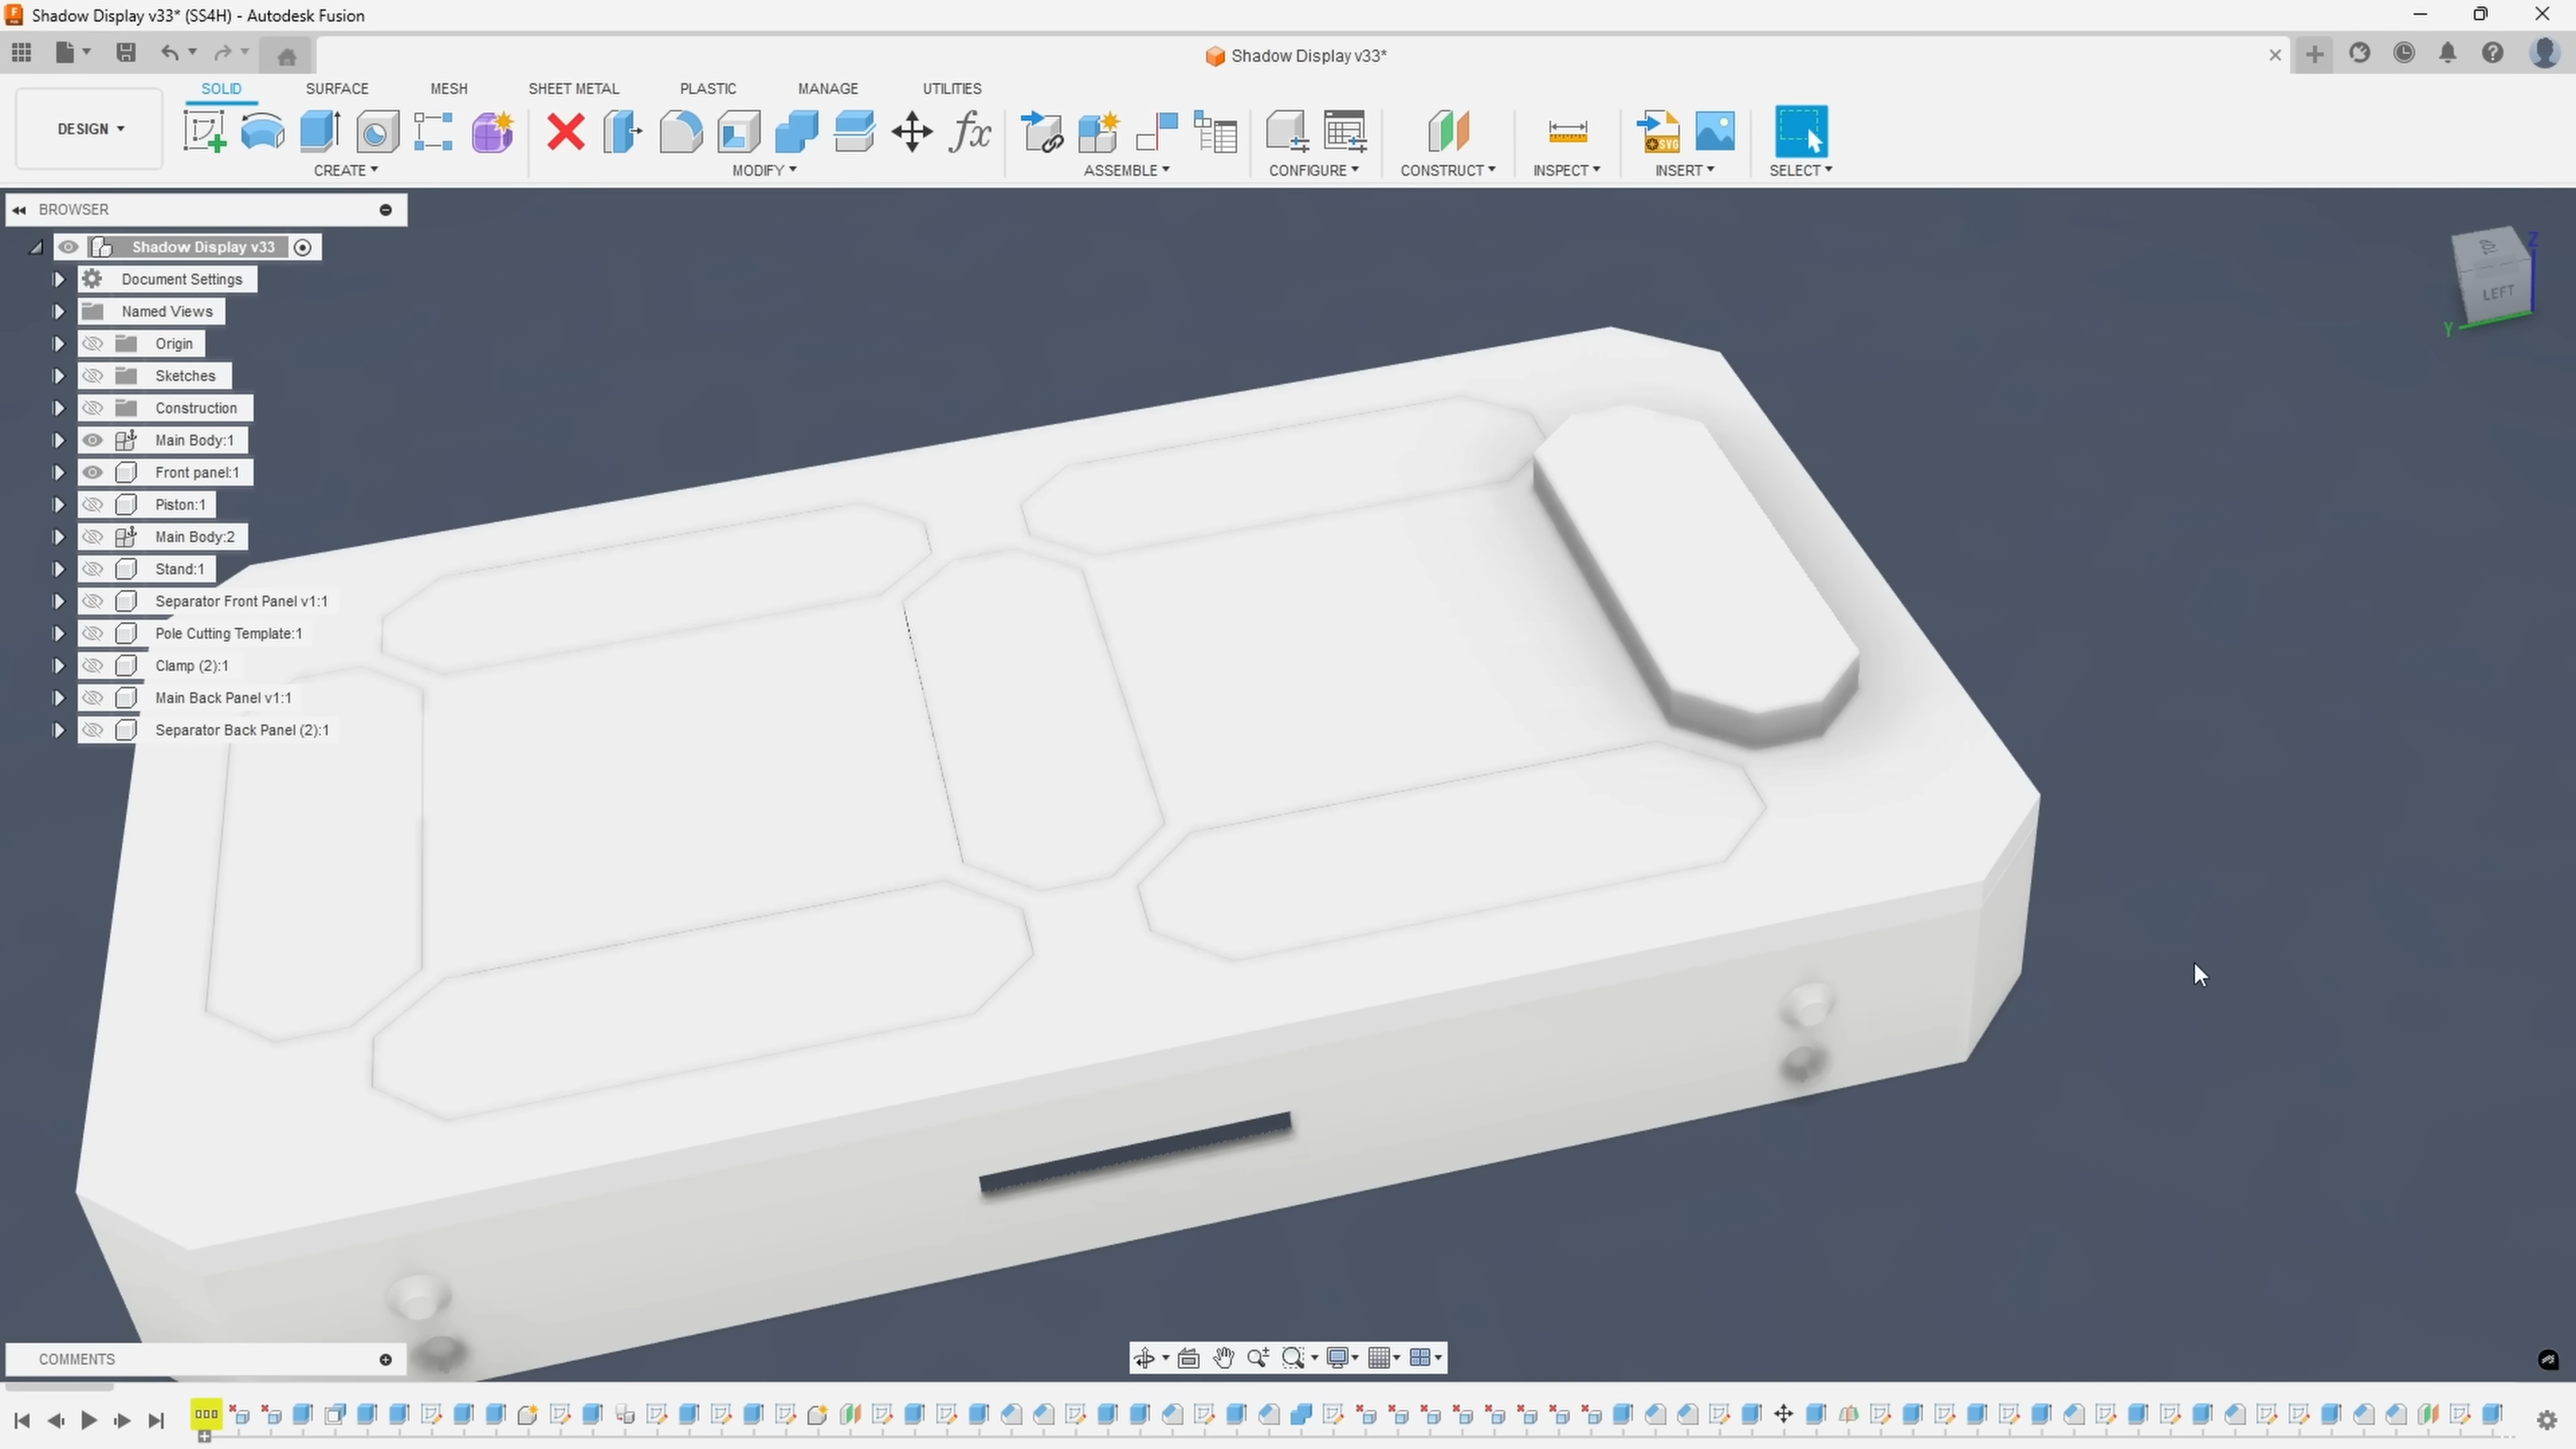 Shadow Display v33* (SS4H) - Autodesk Fusion
Shadow Display v33*
SOLID SURFACE MESH SHEET METAL PLASTIC MANAGE UTILITIES
DESIGN
fx
SVG
CREATE MODIFY ASSEMBLE CONFIGURE CONSTRUCT INSPECT INSERT SELECT
BROWSER
Shadow Display v33
Document Settings
Named Views
Origin
Sketches
Construction
Main Body:1
Front panel:1
Piston:1
Main Body:2
Stand:1
Separator Front Panel v1:1
Pole Cutting Template:1
Clamp (2):1
Main Back Panel v1:1
Separator Back Panel (2):1
Z
LEFT
Y
COMMENTS